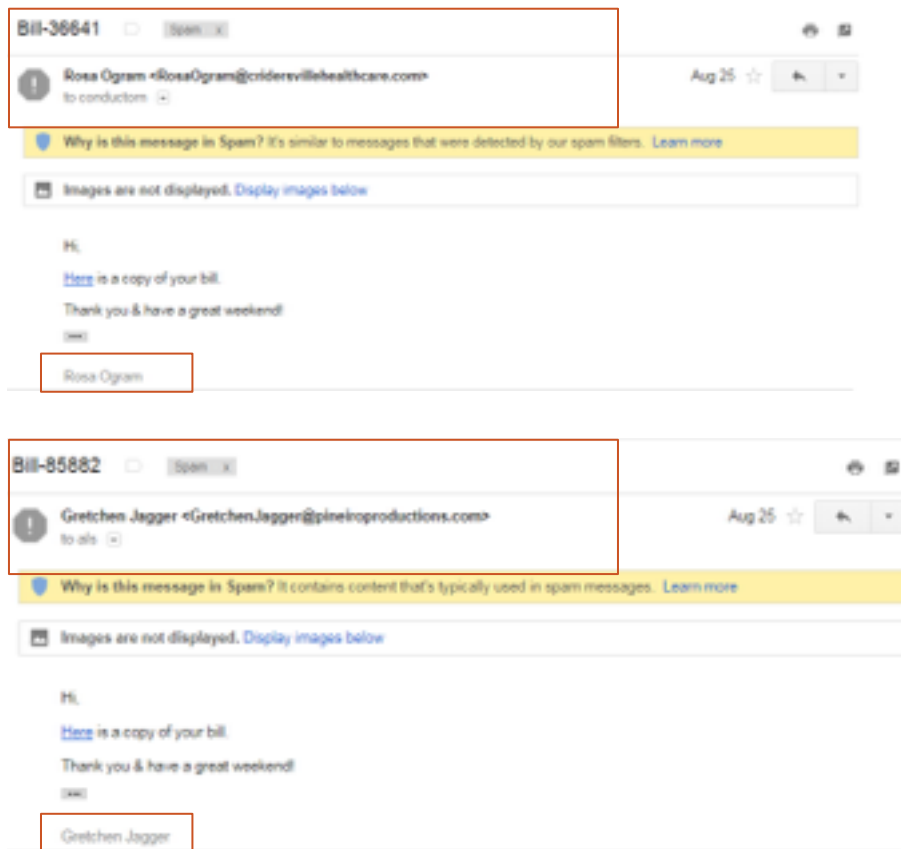 Bill-36641 Spam x
Rosa Ogram <RosaOgram@cridersvillehealthcare.com> Aug 25
to conductorn
Why is this message in Spam? It's similar to messages that were detected by our spam filters. Learn more
Images are not displayed. Display images below
Hi,
Here is a copy of your bill.
Thank you & have a great weekend!
Rosa Ogram
Bill-85882 Spam x
Gretchen Jagger <GretchenJagger@pineiroproductions.com> Aug 25
to als
Why is this message in Spam? It contains content that's typically used in spam messages. Learn more
Images are not displayed. Display images below
Hi,
Here is a copy of your bill.
Thank you & have a great weekend!
Gretchen Jagger